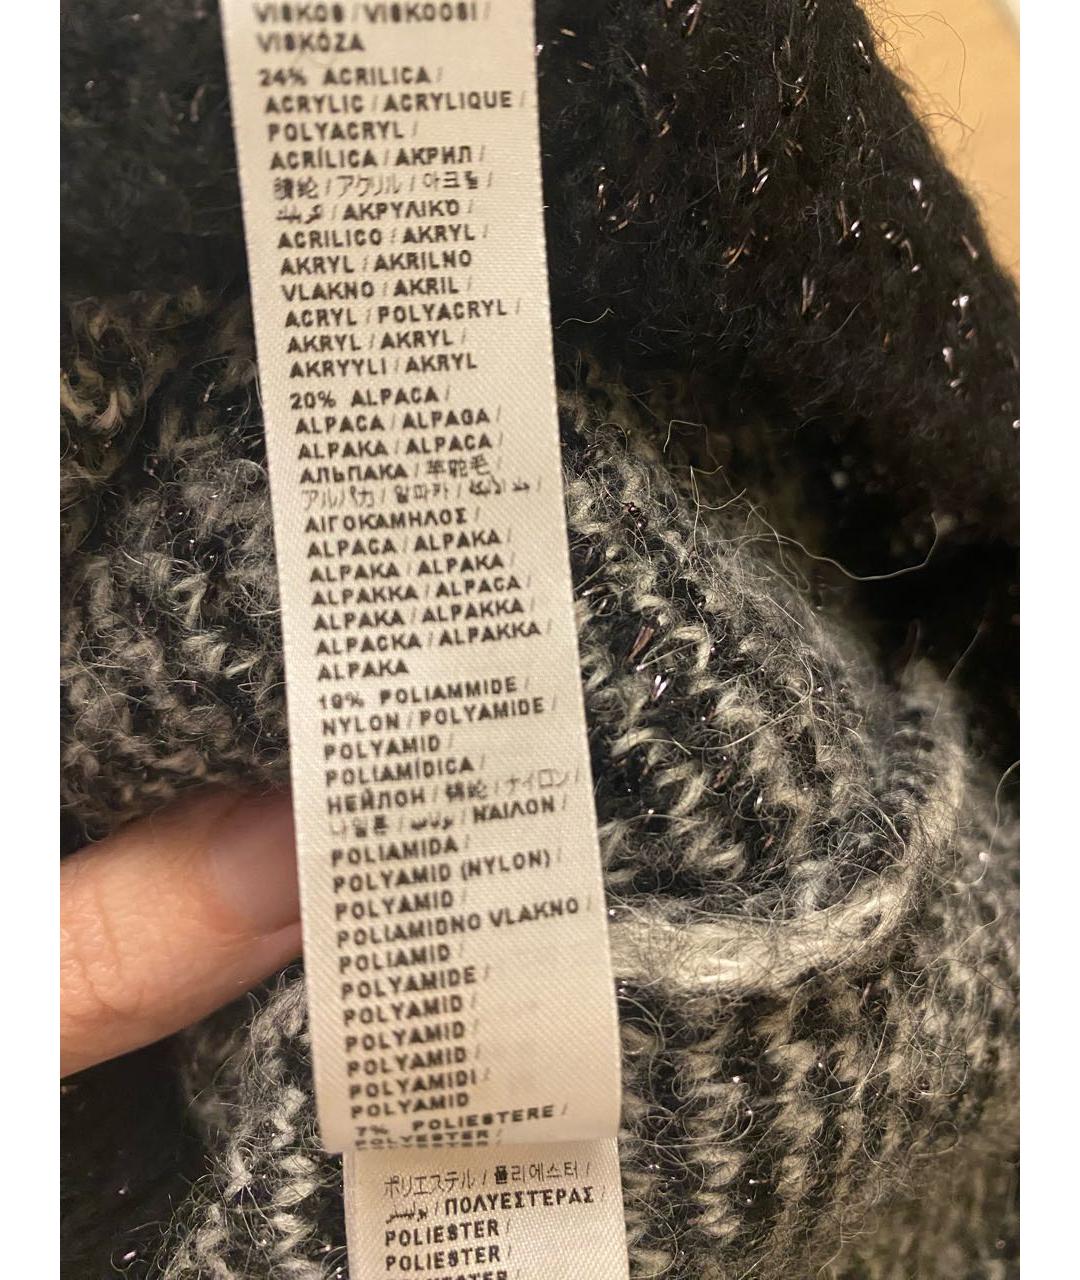 VISKOS / VISKOOSI /
VISKÓZA
24% ACRILICA /
ACRYLIC / ACRYLIQUE /
POLYACRYL /
ACRÍLICA / АКРИЛ /
腈纶 / アクリル / 아크릴 /
اكريليك / ΑΚΡΥΛΙΚΌ /
ACRILICO / AKRYL /
AKRYL / AKRILNO
VLAKNO / AKRIL /
ACRYL / POLYACRYL /
AKRYL / AKRYL /
AKRYYLI / AKRYL
20% ALPACA /
ALPACA / ALPAGA /
ALPAKA / ALPACA /
АЛЬПАКА / 羊驼毛 /
アルパカ / 알파카 /
ΑΙΓΟΚΑΜΗΛΟΣ /
ALPACA / ALPAKA /
ALPAKA / ALPAKA /
ALPAKKA / ALPACA /
ALPAKA / ALPAKKA /
ALPACKA / ALPAKKA /
ALPAKA
19% POLIAMMIDE /
NYLON / POLYAMIDE /
POLYAMID /
POLIAMÍDICA /
НЕЙЛОН / 锦纶 / ナイロン /
나일론 / / ΝΑΙΛΟΝ /
POLIAMIDA /
POLYAMID (NYLON) /
POLYAMID /
POLIAMIDNO VLAKNO /
POLIAMID /
POLYAMIDE /
POLYAMID /
POLYAMID /
POLYAMID /
POLYAMIDI /
POLYAMID
7% POLIESTERE /
POLYESTER /
ポリエステル / 폴리에스터 /
بوليستر / ΠΟΛΥΕΣΤΕΡΑΣ /
POLIESTER /
POLIESTER /
POLYESTER /